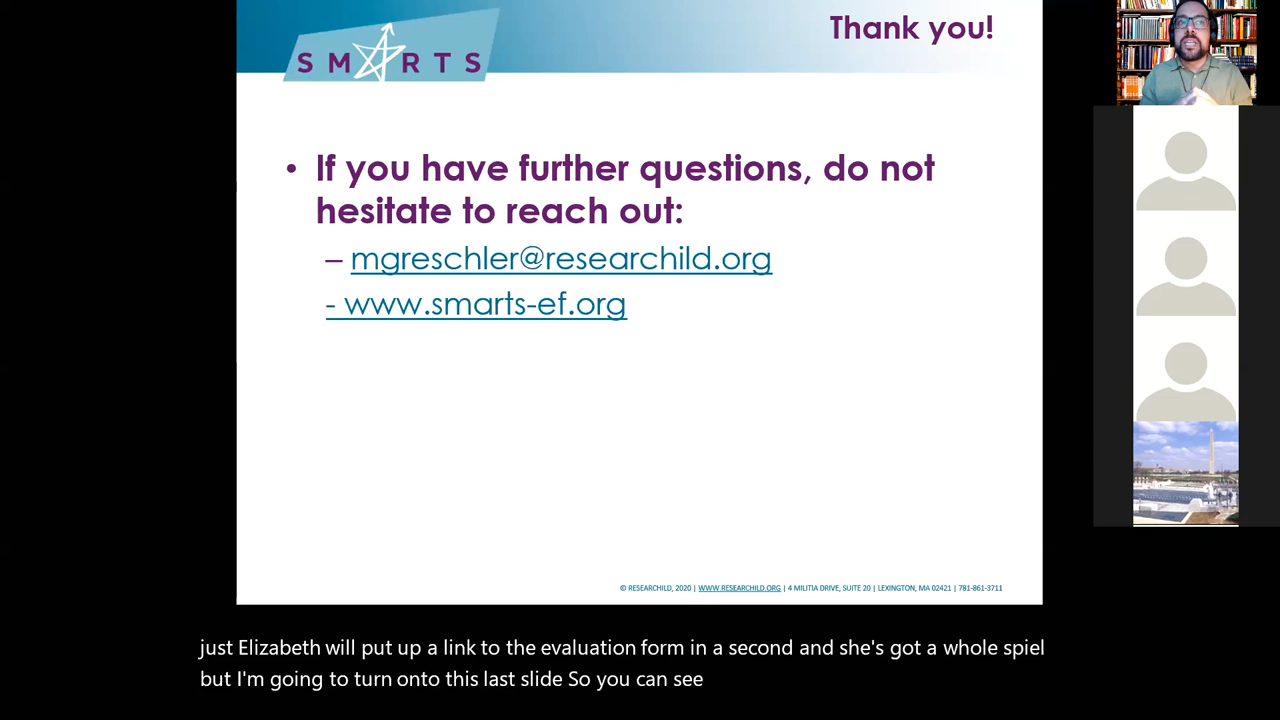 SMARTS
Thank you!
• If you have further questions, do not
hesitate to reach out:
– mgreschler@researchild.org
- www.smarts-ef.org
© RESEARCHILD, 2020 | WWW.RESEARCHILD.ORG | 4 MILITIA DRIVE, SUITE 20 | LEXINGTON, MA 02421 | 781-861-3711
just Elizabeth will put up a link to the evaluation form in a second and she's got a whole spiel
but I'm going to turn onto this last slide So you can see